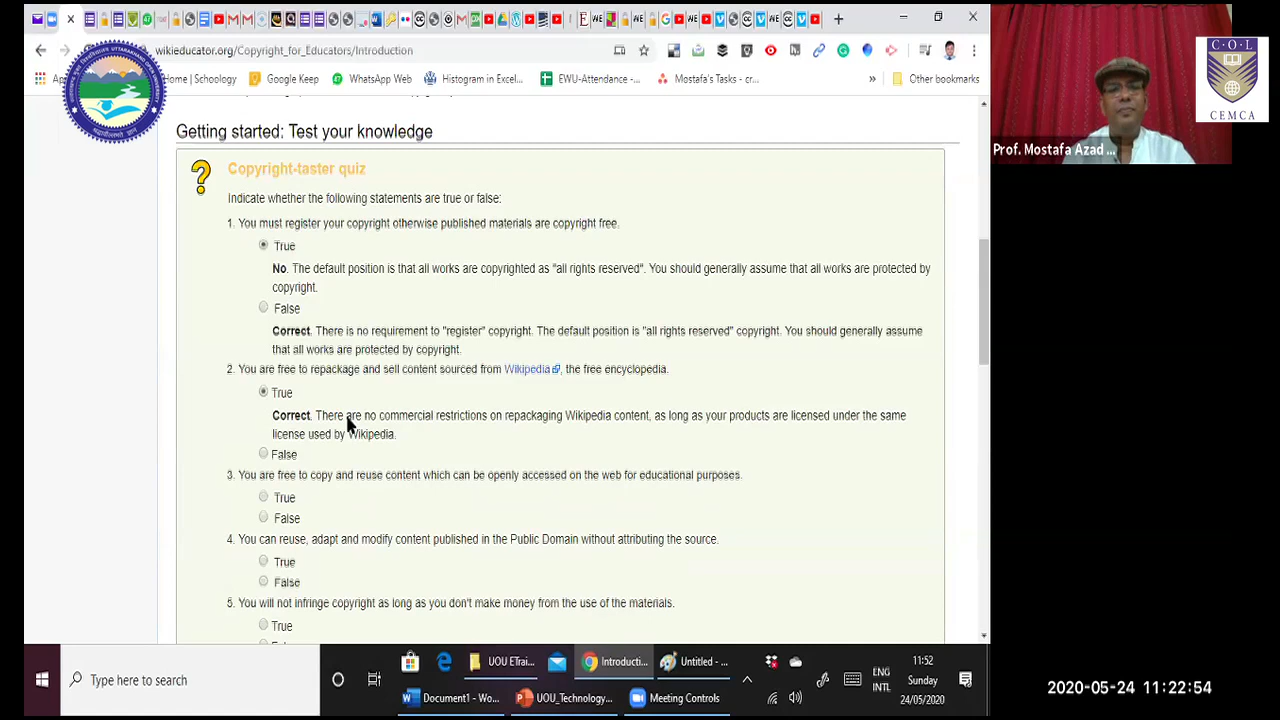 wikieducator.org/Copyright_for_Educators/Introduction
Home | Schoology
Google Keep
WhatsApp Web
Histogram in Excel...
EWU-Attendance -...
Mostafa's Tasks - cr...
»
Other bookmarks
C·O·L
CEMCA
Prof. Mostafa Azad ...
Getting started: Test your knowledge
Copyright-taster quiz
Indicate whether the following statements are true or false:
1. You must register your copyright otherwise published materials are copyright free.
True
No. The default position is that all works are copyrighted as "all rights reserved". You should generally assume that all works are protected by
copyright.
False
Correct. There is no requirement to "register" copyright. The default position is "all rights reserved" copyright. You should generally assume
that all works are protected by copyright.
2. You are free to repackage and sell content sourced from Wikipedia, the free encyclopedia.
True
Correct. There are no commercial restrictions on repackaging Wikipedia content, as long as your products are licensed under the same
license used by Wikipedia.
False
3. You are free to copy and reuse content which can be openly accessed on the web for educational purposes.
True
False
4. You can reuse, adapt and modify content published in the Public Domain without attributing the source.
True
False
5. You will not infringe copyright as long as you don't make money from the use of the materials.
True
Type here to search
UOU ETrai...
Introducti...
Untitled - ...
Document1 - Wo...
UOU_Technology...
Meeting Controls
ENG
INTL
11:52
Sunday
24/05/2020
2020-05-24 11:22:54